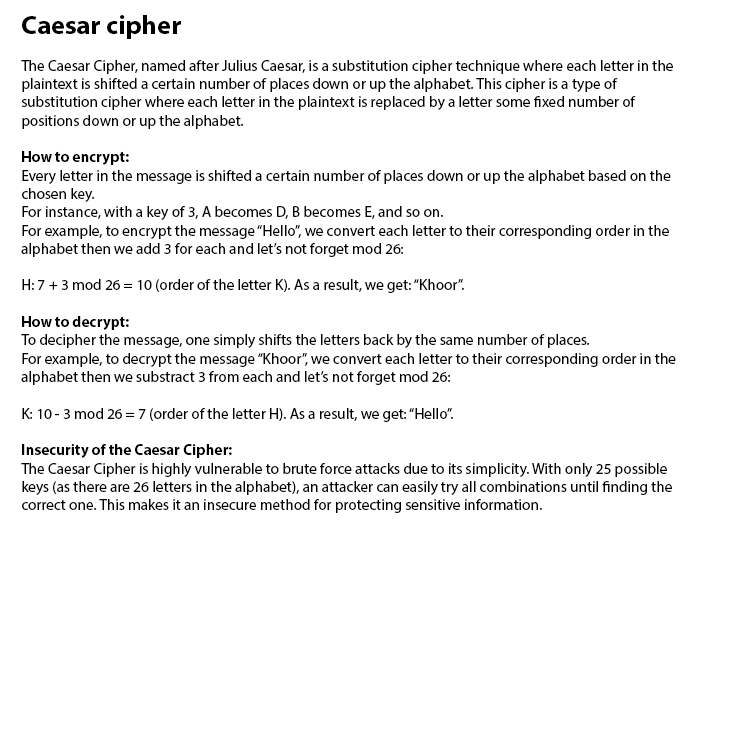 Caesar cipher
The Caesar Cipher, named after Julius Caesar, is a substitution cipher technique where each letter in the
plaintext is shifted a certain number of places down or up the alphabet. This cipher is a type of
substitution cipher where each letter in the plaintext is replaced by a letter some fixed number of
positions down or up the alphabet.
How to encrypt:
Every letter in the message is shifted a certain number of places down or up the alphabet based on the
chosen key.
For instance, with a key of 3, A becomes D, B becomes E, and so on.
For example, to encrypt the message “Hello”, we convert each letter to their corresponding order in the
alphabet then we add 3 for each and let’s not forget mod 26:
H: 7 + 3 mod 26 = 10 (order of the letter K). As a result, we get: “Khoor”.
How to decrypt:
To decipher the message, one simply shifts the letters back by the same number of places.
For example, to decrypt the message “Khoor”, we convert each letter to their corresponding order in the
alphabet then we substract 3 from each and let’s not forget mod 26:
K: 10 - 3 mod 26 = 7 (order of the letter H). As a result, we get: “Hello”.
Insecurity of the Caesar Cipher:
The Caesar Cipher is highly vulnerable to brute force attacks due to its simplicity. With only 25 possible
keys (as there are 26 letters in the alphabet), an attacker can easily try all combinations until finding the
correct one. This makes it an insecure method for protecting sensitive information.